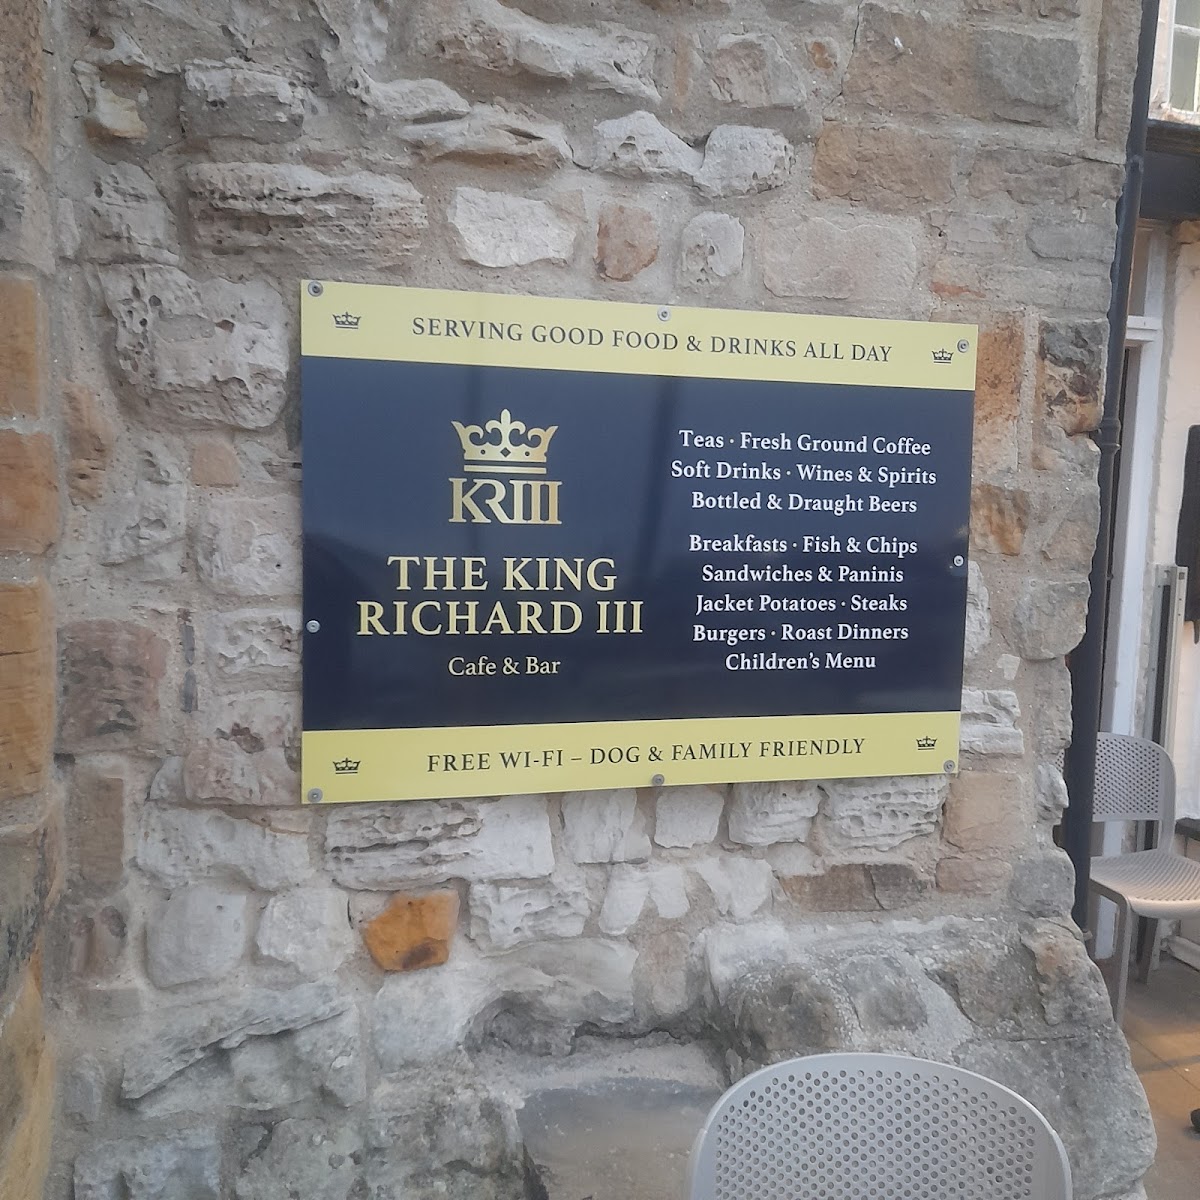 SERVING GOOD FOOD & DRINKS ALL DAY
KRIII
THE KING
RICHARD III
Cafe & Bar
Teas · Fresh Ground Coffee
Soft Drinks · Wines & Spirits
Bottled & Draught Beers
Breakfasts · Fish & Chips
Sandwiches & Paninis
Jacket Potatoes · Steaks
Burgers · Roast Dinners
Children's Menu
FREE WI-FI – DOG & FAMILY FRIENDLY